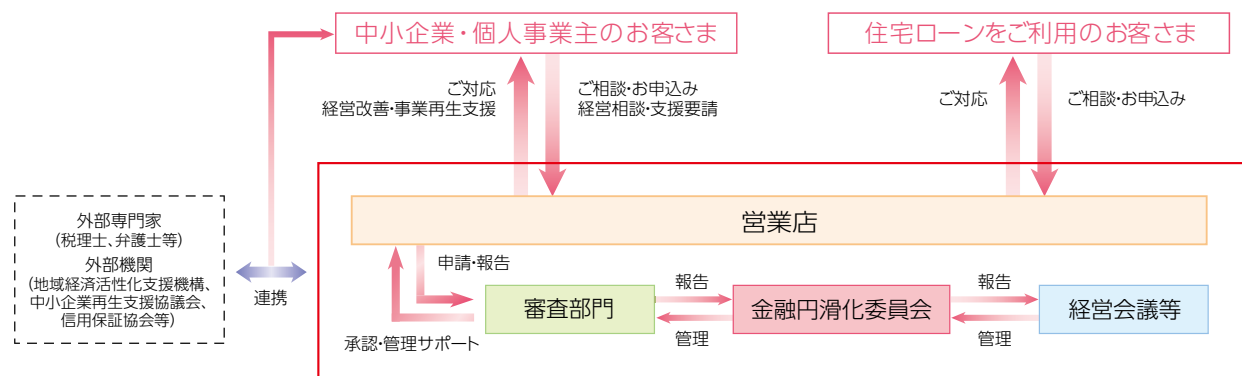 中小企業・個人事業主のお客さま
住宅ローンをご利用のお客さま
ご対応
経営改善・事業再生支援
ご相談・お申込み
経営相談・支援要請
ご対応
ご相談・お申込み
営業店
外部専門家
(税理士、弁護士等)
外部機関
(地域経済活性化支援機構、
中小企業再生支援協議会、
信用保証協会等)
連携
申請・報告
承認・管理サポート
審査部門
報告
管理
金融円滑化委員会
報告
管理
経営会議等